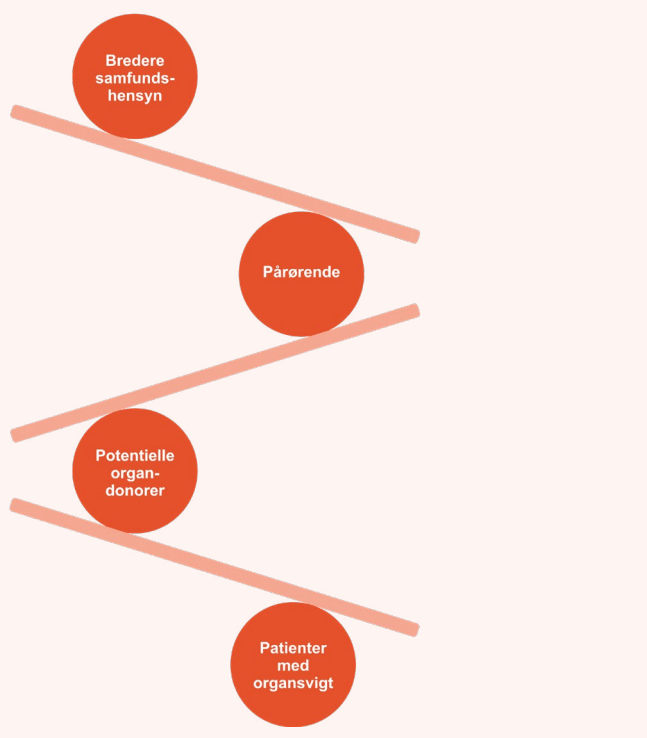 Bredere
samfunds-
hensyn
Pårørende
Potentielle
organ-
donorer
Patienter
med
organsvigt